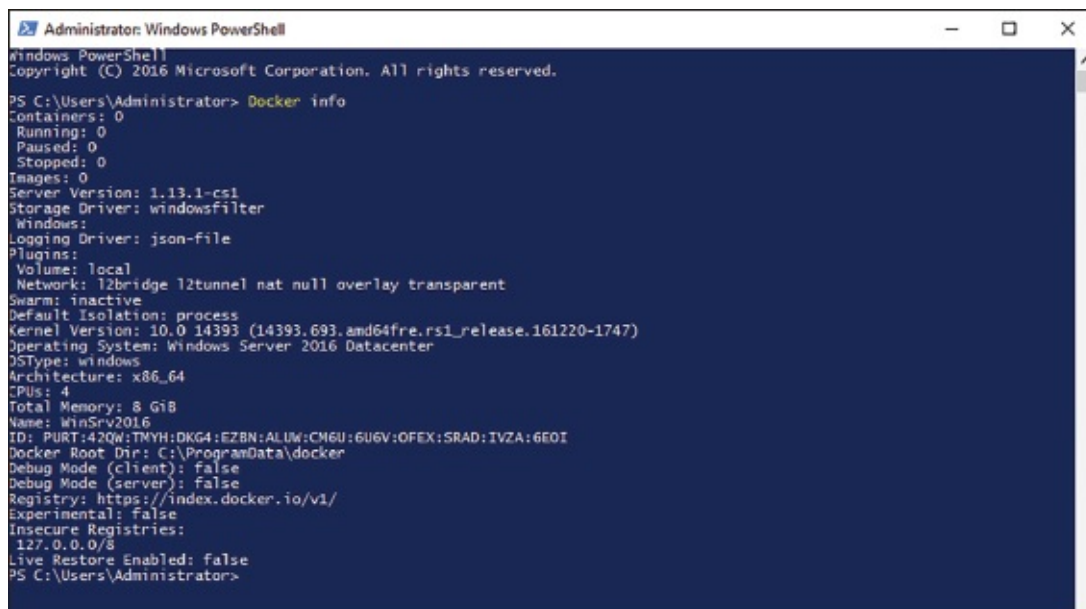 Administrator: Windows PowerShell
Windows PowerShell
Copyright (C) 2016 Microsoft Corporation. All rights reserved.
PS C:\Users\Administrator> Docker info
Containers: 0
Running: 0
Paused: 0
Stopped: 0
Images: 0
Server Version: 1.13.1-cs1
Storage Driver: windowsfilter
Windows:
Logging Driver: json-file
Plugins:
Volume: local
Network: l2bridge l2tunnel nat null overlay transparent
Swarm: inactive
Default Isolation: process
Kernel Version: 10.0 14393 (14393.693.amd64fre.rs1_release.161220-1747)
Operating System: Windows Server 2016 Datacenter
OSType: windows
Architecture: x86_64
CPUs: 4
Total Memory: 8 GiB
Name: WinSrv2016
ID: PURT:42QW:TMYH:DKG4:EZBN:ALUW:CM6U:6U6V:OFEX:SRAD:IVZA:6EOI
Docker Root Dir: C:\ProgramData\docker
Debug Mode (client): false
Debug Mode (server): false
Registry: https://index.docker.io/v1/
Experimental: false
Insecure Registries:
127.0.0.0/8
Live Restore Enabled: false
PS C:\Users\Administrator>